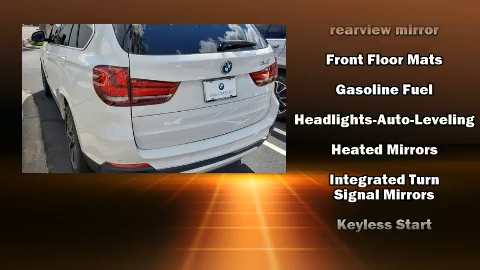 rearview mirror
Front Floor Mats
Gasoline Fuel
Headlights-Auto-Leveling
Heated Mirrors
Integrated Turn
Signal Mirrors
Keyless Start